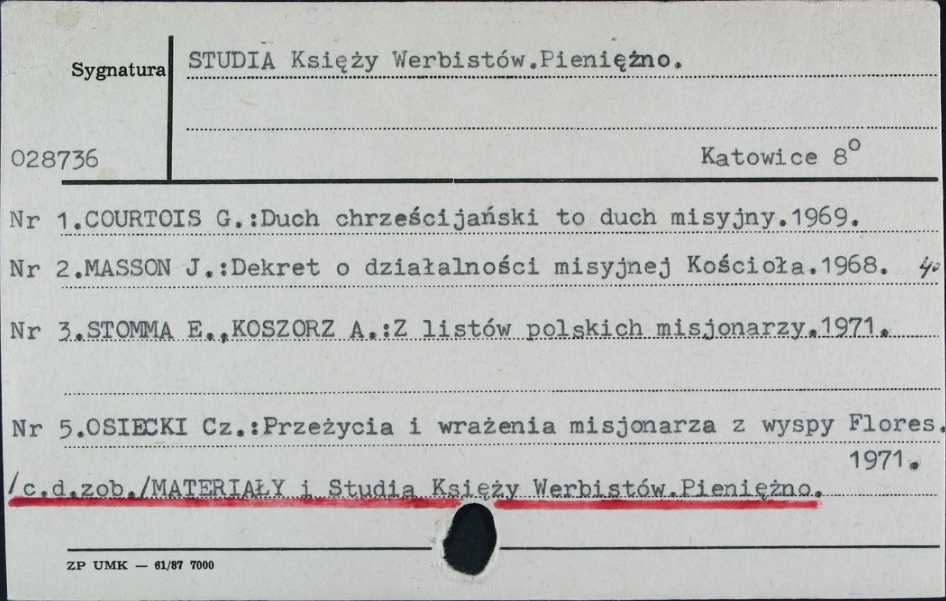 STUDIA Księży Werbistów.Pieniężno.
Sygnatura
028736
Katowice 8°
Nr 1.COURTOIS G.:Duch chrześcijański to duch misyjny.1969.
Nr 2.MASSON J.:Dekret o działalności misyjnej Kościoła.1968. 4°
Nr 3.STOMMA E.,KOSZORZ A.:Z listów polskich misjonarzy.1971.
Nr 5.OSIECKI Cz.:Przeżycia i wrażenia misjonarza z wyspy Flores.
1971.
/c.d.zob./MATERIAŁY i Studia Księży Werbistów.Pieniężno.
ZP UMK — 61/87 7000